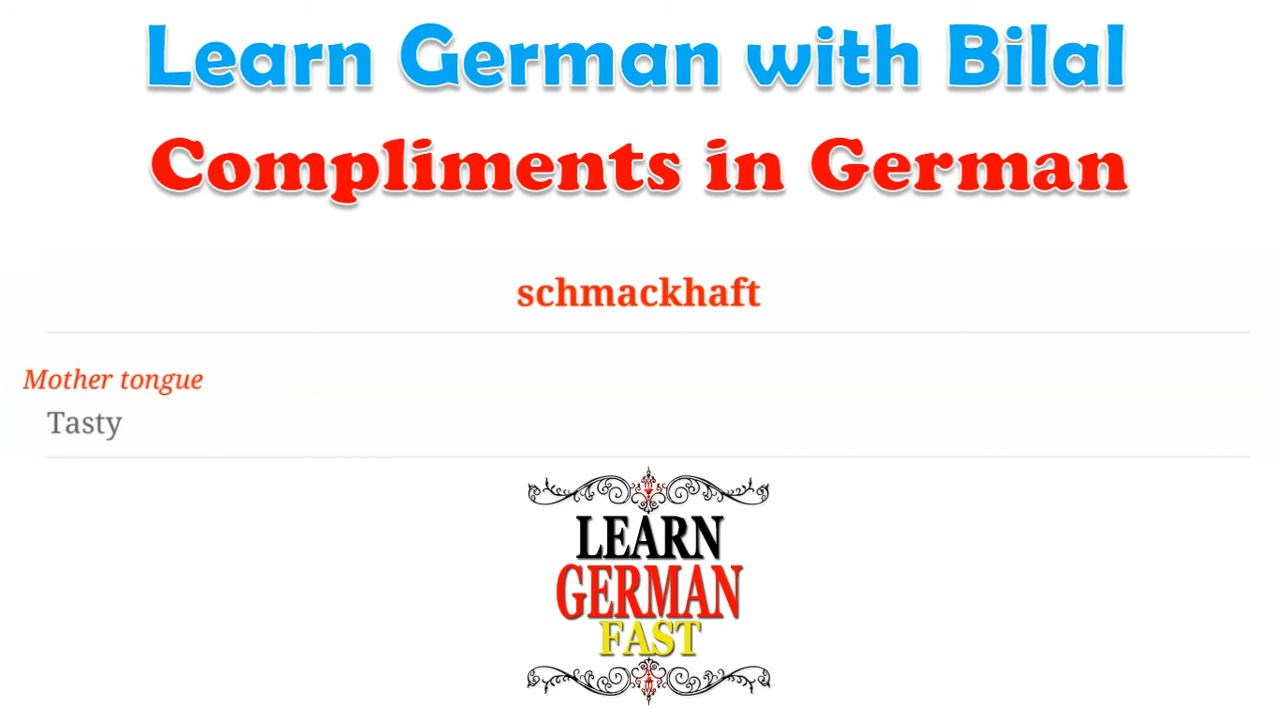 Learn German with Bilal
Compliments in German
schmackhaft
Mother tongue
Tasty
LEARN
GERMAN
FAST